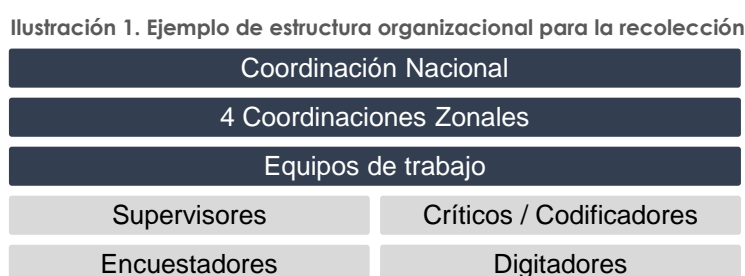 Ilustración 1. Ejemplo de estructura organizacional para la recolección
Coordinación Nacional
4 Coordinaciones Zonales
Equipos de trabajo
Supervisores
Críticos / Codificadores
Encuestadores
Digitadores